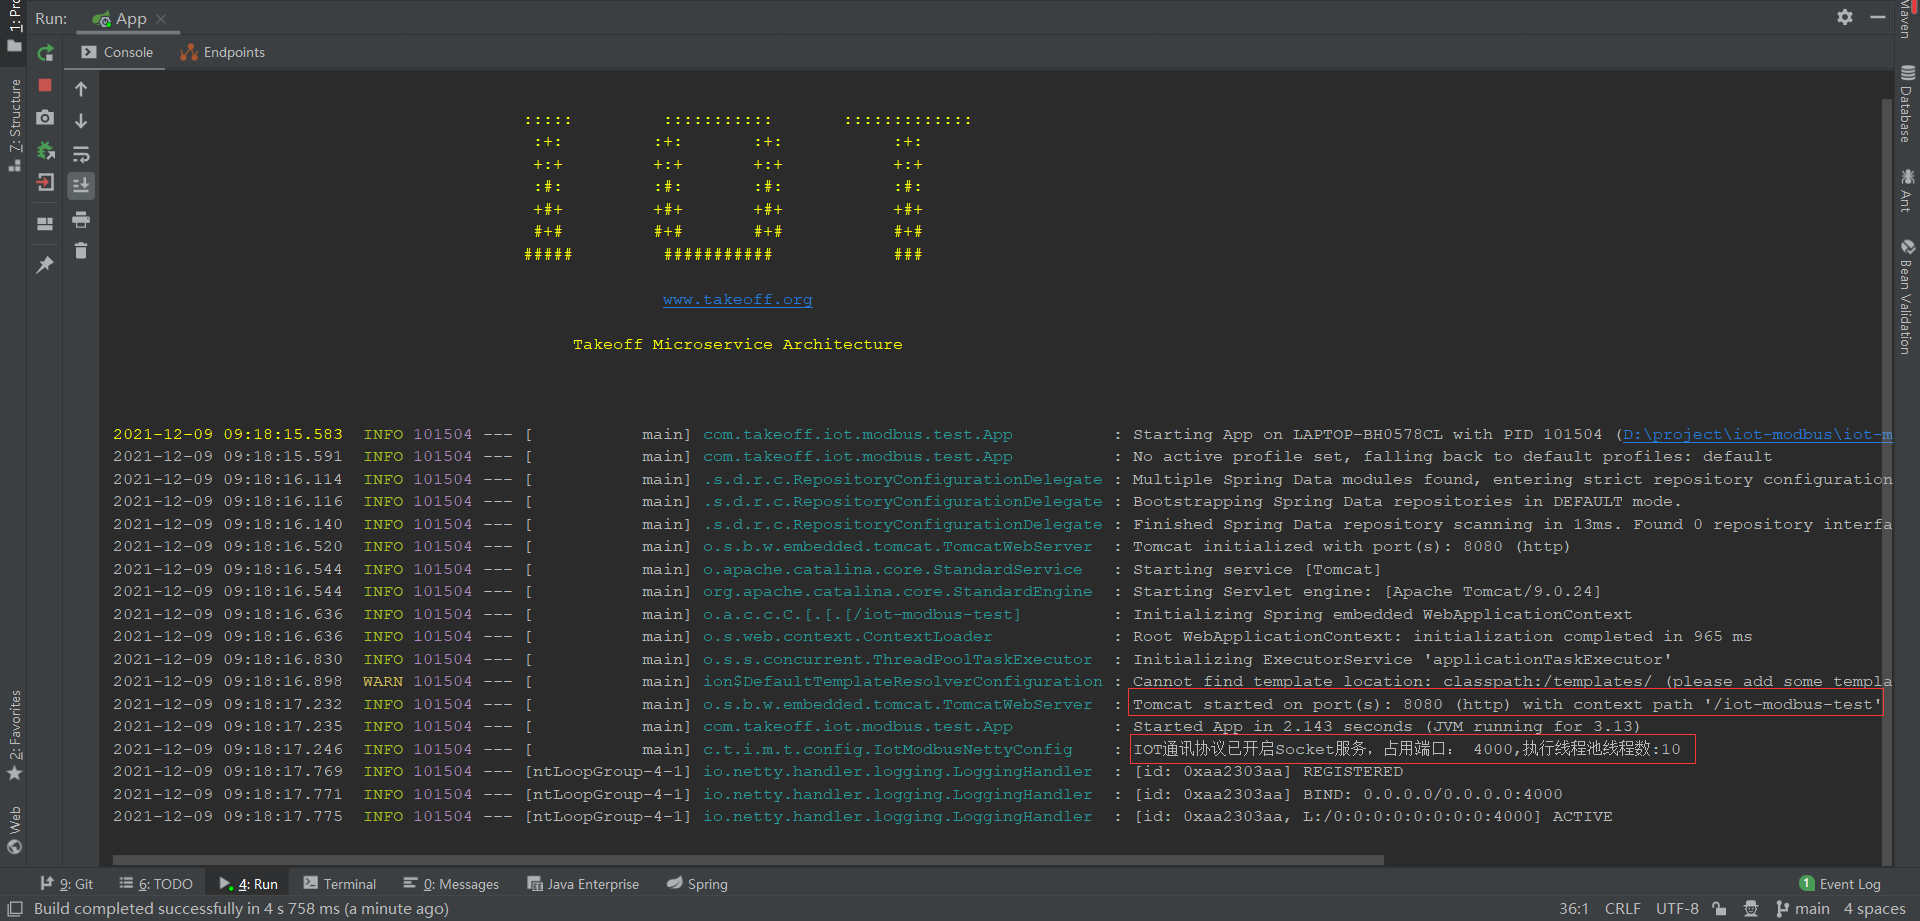 Run: App
Console Endpoints
1: Pro
7: Structure
2: Favorites
Web
Maven
Database
Ant
Bean Validation
::::: ::::::::::: :::::::::::::
:+: :+: :+: :+:
+:+ +:+ +:+ +:+
:#: :#: :#: :#:
+#+ +#+ +#+ +#+
#+# #+# #+# #+#
##### ########### ###
www.takeoff.org
Takeoff Microservice Architecture
2021-12-09 09:18:15.583 INFO 101504 --- [ main] com.takeoff.iot.modbus.test.App : Starting App on LAPTOP-BH0578CL with PID 101504 (D:\project\iot-modbus\iot-m
2021-12-09 09:18:15.591 INFO 101504 --- [ main] com.takeoff.iot.modbus.test.App : No active profile set, falling back to default profiles: default
2021-12-09 09:18:16.114 INFO 101504 --- [ main] .s.d.r.c.RepositoryConfigurationDelegate : Multiple Spring Data modules found, entering strict repository configuration
2021-12-09 09:18:16.116 INFO 101504 --- [ main] .s.d.r.c.RepositoryConfigurationDelegate : Bootstrapping Spring Data repositories in DEFAULT mode.
2021-12-09 09:18:16.140 INFO 101504 --- [ main] .s.d.r.c.RepositoryConfigurationDelegate : Finished Spring Data repository scanning in 13ms. Found 0 repository interfa
2021-12-09 09:18:16.520 INFO 101504 --- [ main] o.s.b.w.embedded.tomcat.TomcatWebServer : Tomcat initialized with port(s): 8080 (http)
2021-12-09 09:18:16.544 INFO 101504 --- [ main] o.apache.catalina.core.StandardService : Starting service [Tomcat]
2021-12-09 09:18:16.544 INFO 101504 --- [ main] org.apache.catalina.core.StandardEngine : Starting Servlet engine: [Apache Tomcat/9.0.24]
2021-12-09 09:18:16.636 INFO 101504 --- [ main] o.a.c.c.C.[.[.[/iot-modbus-test] : Initializing Spring embedded WebApplicationContext
2021-12-09 09:18:16.636 INFO 101504 --- [ main] o.s.web.context.ContextLoader : Root WebApplicationContext: initialization completed in 965 ms
2021-12-09 09:18:16.830 INFO 101504 --- [ main] o.s.s.concurrent.ThreadPoolTaskExecutor : Initializing ExecutorService 'applicationTaskExecutor'
2021-12-09 09:18:16.898 WARN 101504 --- [ main] ion$DefaultTemplateResolverConfiguration : Cannot find template location: classpath:/templates/ (please add some templa
2021-12-09 09:18:17.232 INFO 101504 --- [ main] o.s.b.w.embedded.tomcat.TomcatWebServer : Tomcat started on port(s): 8080 (http) with context path '/iot-modbus-test'
2021-12-09 09:18:17.235 INFO 101504 --- [ main] com.takeoff.iot.modbus.test.App : Started App in 2.143 seconds (JVM running for 3.13)
2021-12-09 09:18:17.246 INFO 101504 --- [ main] c.t.i.m.t.config.IotModbusNettyConfig : IOT通讯协议已开启Socket服务，占用端口： 4000,执行线程池线程数:10
2021-12-09 09:18:17.769 INFO 101504 --- [ntLoopGroup-4-1] io.netty.handler.logging.LoggingHandler : [id: 0xaa2303aa] REGISTERED
2021-12-09 09:18:17.771 INFO 101504 --- [ntLoopGroup-4-1] io.netty.handler.logging.LoggingHandler : [id: 0xaa2303aa] BIND: 0.0.0.0/0.0.0.0:4000
2021-12-09 09:18:17.775 INFO 101504 --- [ntLoopGroup-4-1] io.netty.handler.logging.LoggingHandler : [id: 0xaa2303aa, L:/0:0:0:0:0:0:0:0:4000] ACTIVE
9: Git 6: TODO 4: Run Terminal 0: Messages Java Enterprise Spring 1 Event Log
Build completed successfully in 4 s 758 ms (a minute ago) 36:1 CRLF UTF-8 main 4 spaces